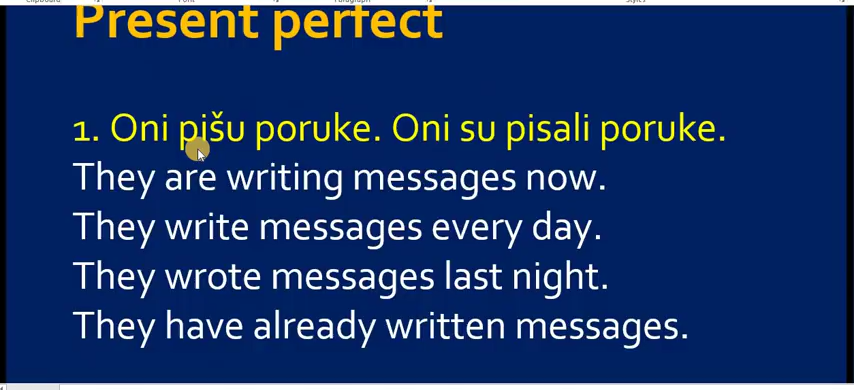 Present perfect
1. Oni pišu poruke. Oni su pisali poruke.
They are writing messages now.
They write messages every day.
They wrote messages last night.
They have already written messages.